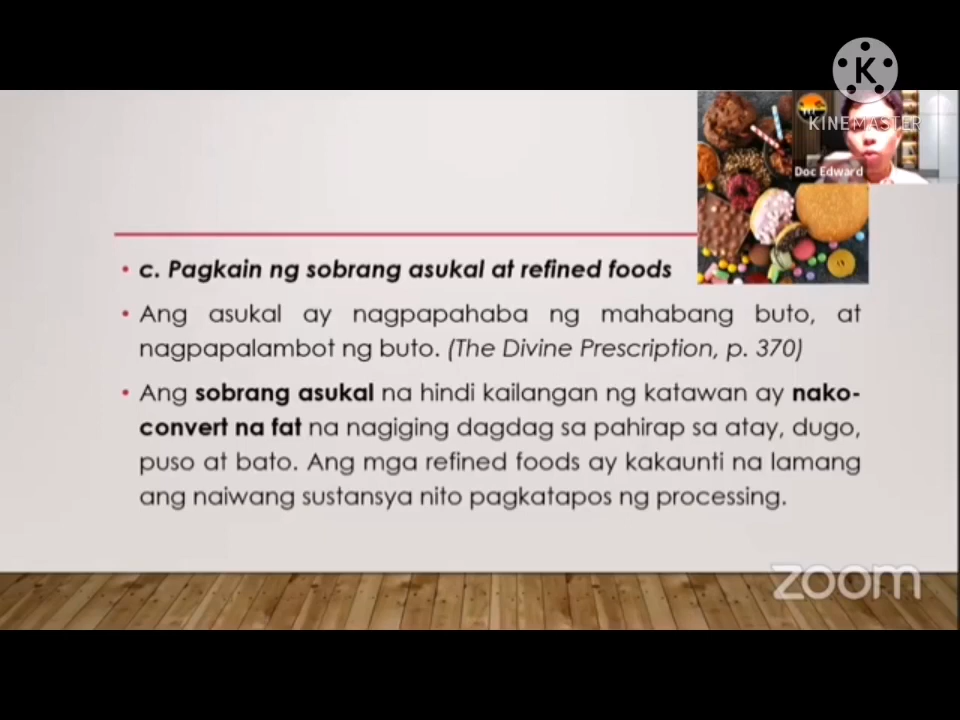 KINEMASTER
Doc Edward
• c. Pagkain ng sobrang asukal at refined foods
• Ang asukal ay nagpapahaba ng mahabang buto, at
nagpapalambot ng buto. (The Divine Prescription, p. 370)
• Ang sobrang asukal na hindi kailangan ng katawan ay nako-
convert na fat na nagiging dagdag sa pahirap sa atay, dugo,
puso at bato. Ang mga refined foods ay kakaunti na lamang
ang naiwang sustansya nito pagkatapos ng processing.
zoom